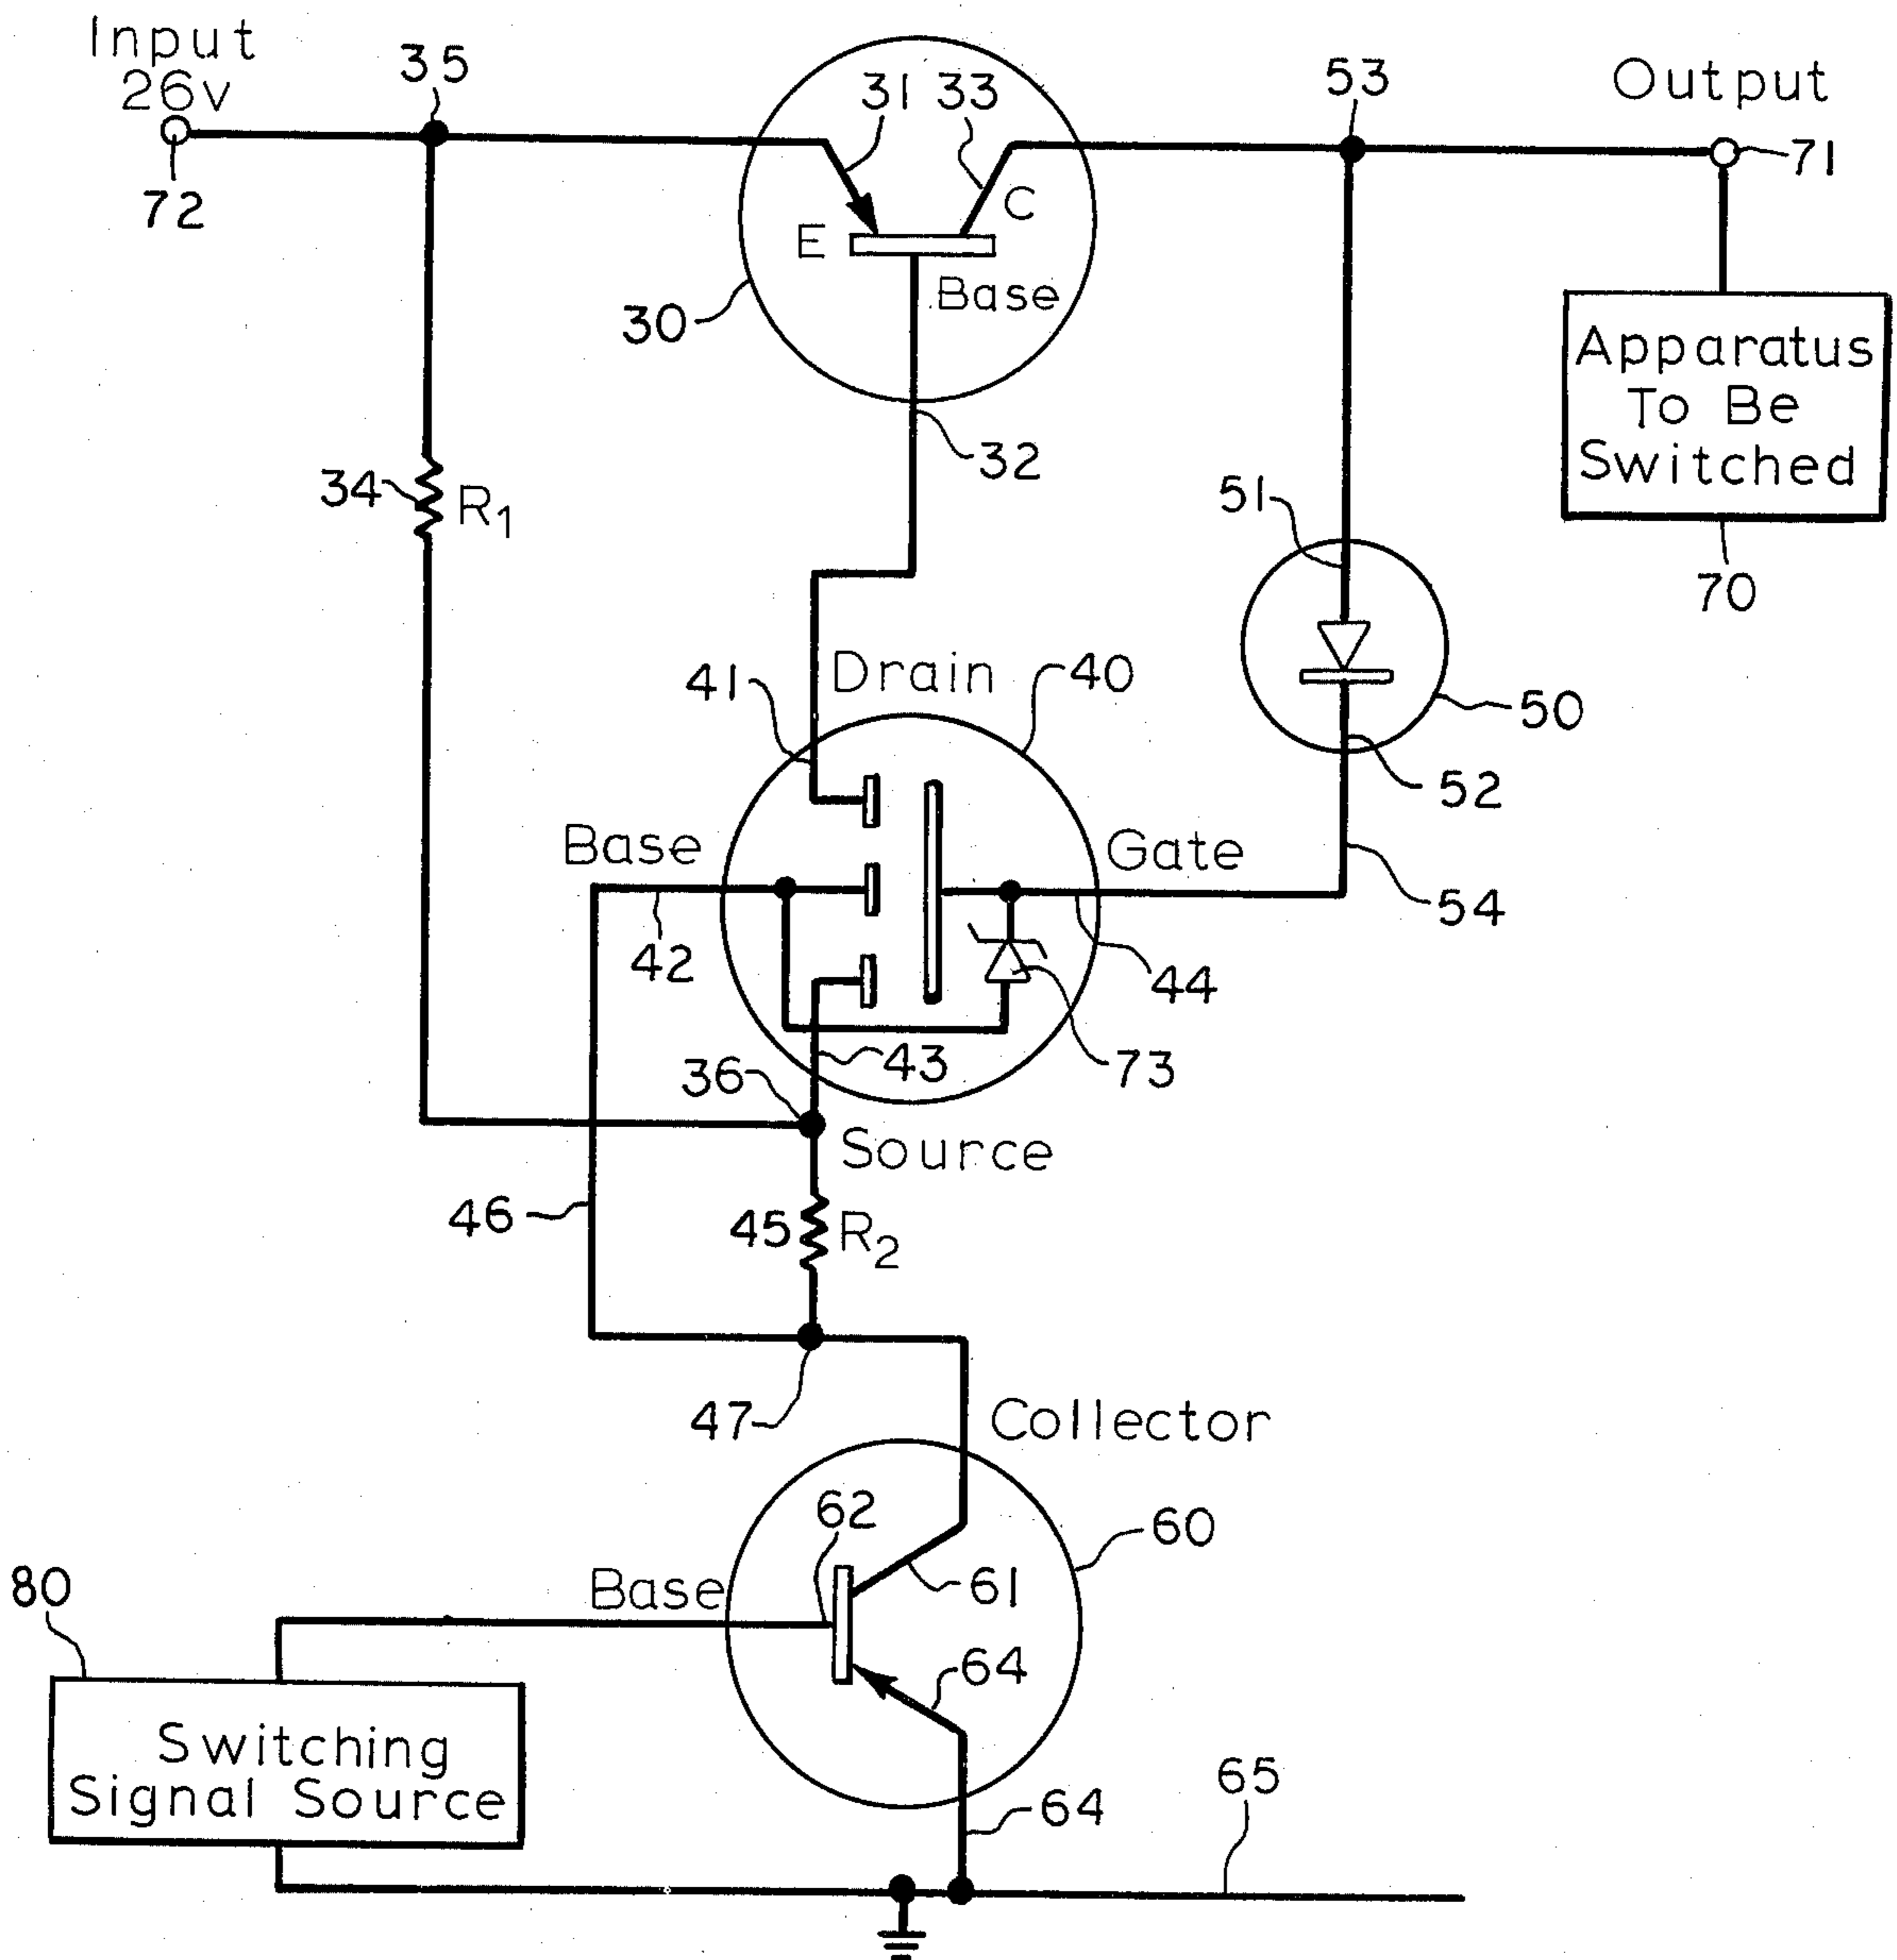 Input
26v
35
31
33
53
Output
72
71
E
C
Base
30
32
Apparatus
To Be
Switched
34
R1
51
70
41
Drain
40
50
52
Base
Gate
54
42
44
43
36
73
Source
46
45
R2
47
Collector
62
60
80
Base
61
64
Switching
Signal Source
64
65